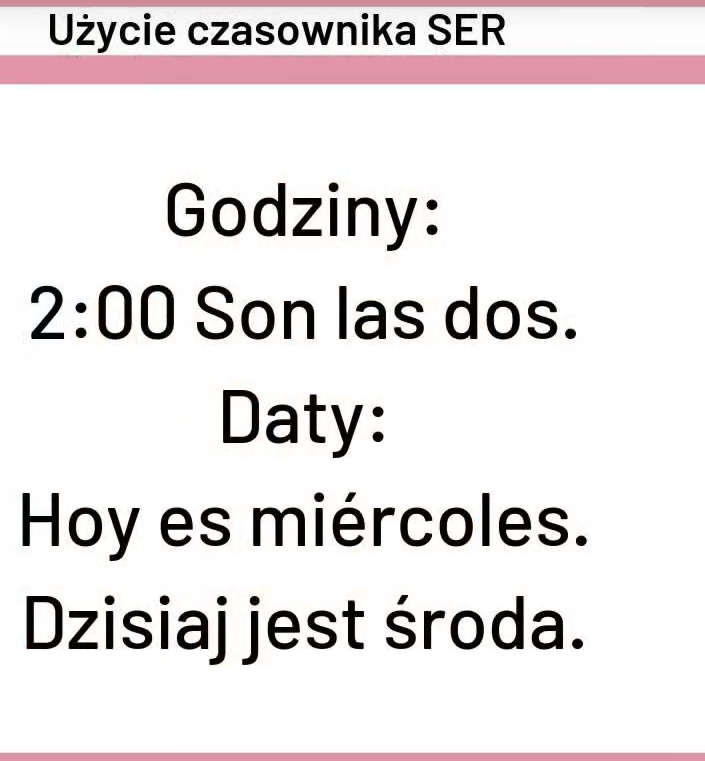 Użycie czasownika SER
Godziny:
2:00 Son las dos.
Daty:
Hoy es miércoles.
Dzisiaj jest środa.